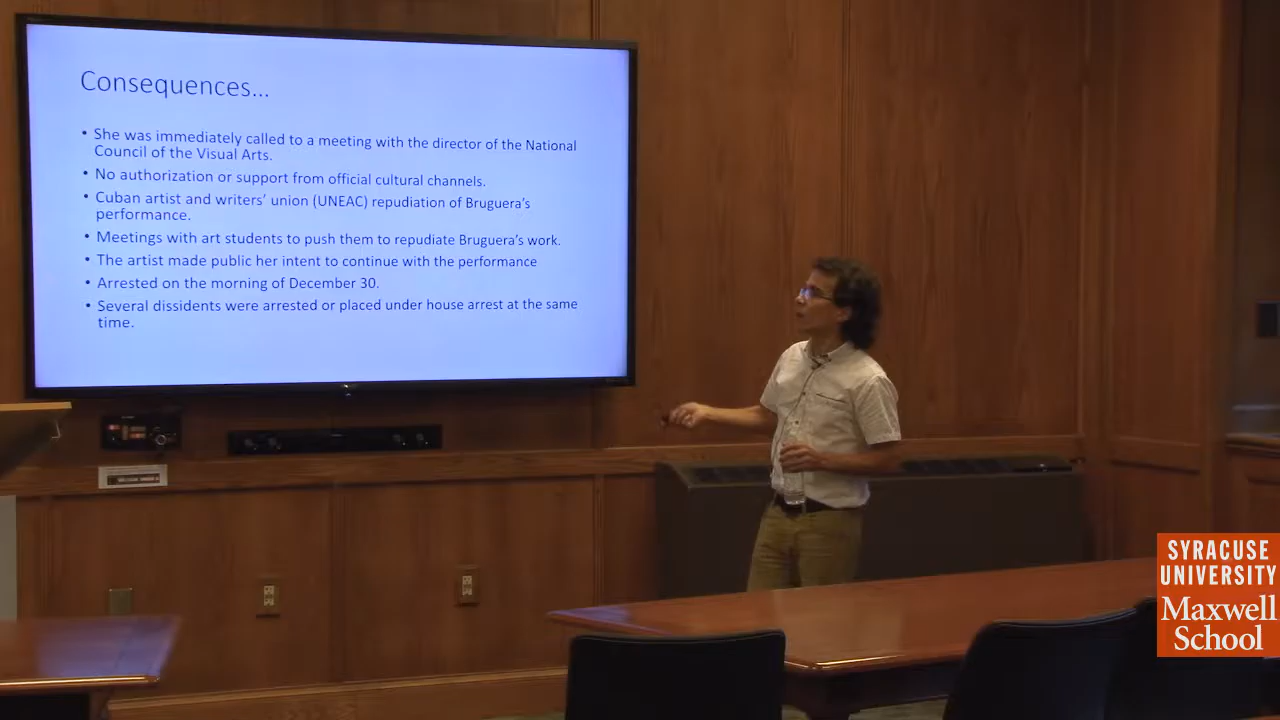 Consequences...
• She was immediately called to a meeting with the director of the National
Council of the Visual Arts.
• No authorization or support from official cultural channels.
• Cuban artist and writers' union (UNEAC) repudiation of Bruguera's
performance.
• Meetings with art students to push them to repudiate Bruguera's work.
• The artist made public her intent to continue with the performance
• Arrested on the morning of December 30.
• Several dissidents were arrested or placed under house arrest at the same
time.
SYRACUSE
UNIVERSITY
Maxwell
School